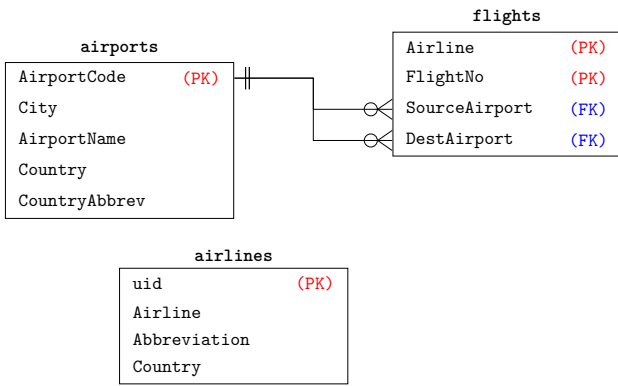 airports
AirportCode (PK)
City
AirportName
Country
CountryAbbrev
flights
Airline (PK)
FlightNo (PK)
SourceAirport (FK)
DestAirport (FK)
airlines
uid (PK)
Airline
Abbreviation
Country